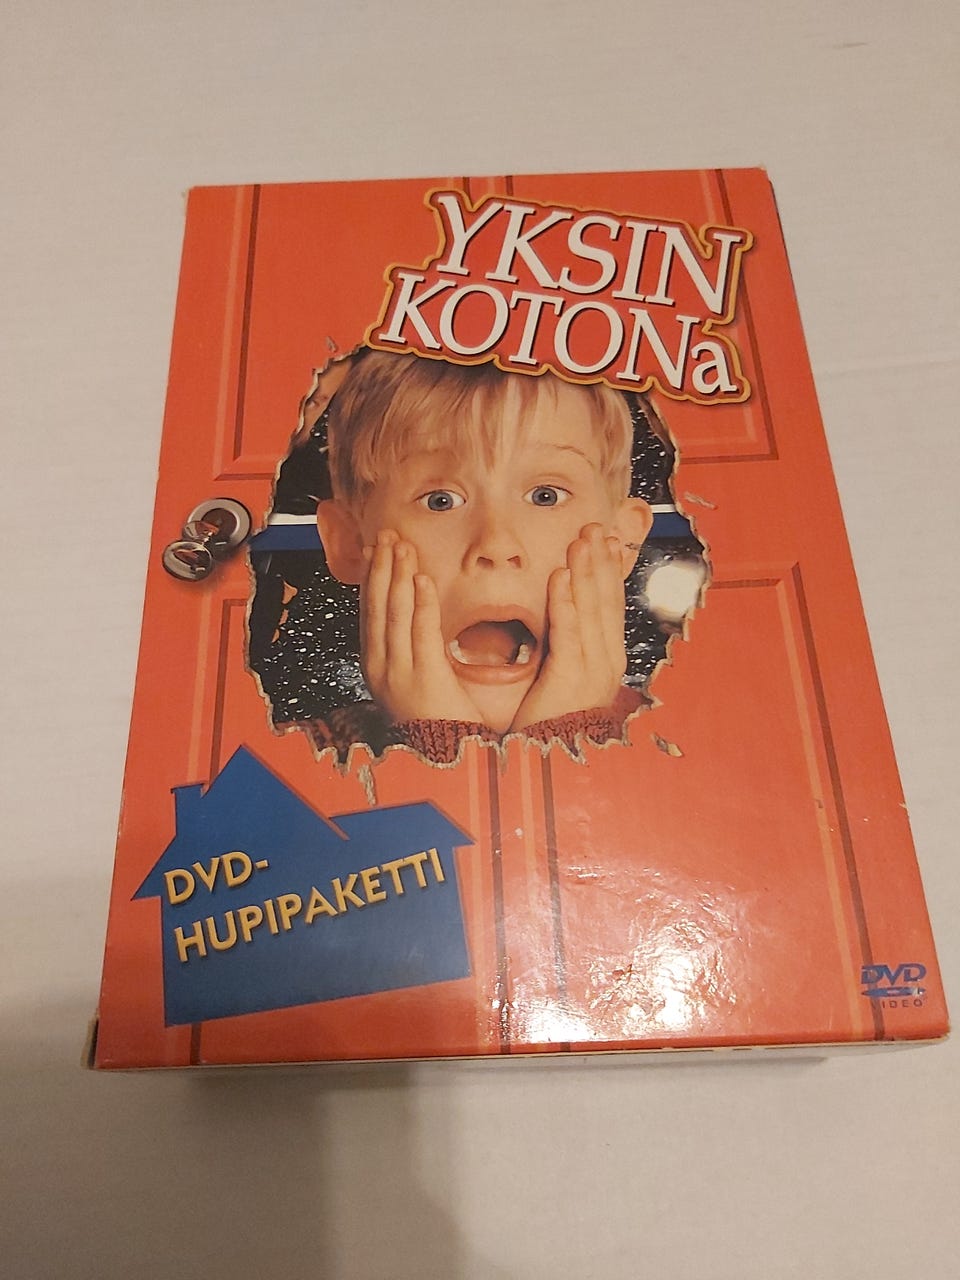 YKSIN
KOTONa
DVD-
HUPIPAKETTI
DVD
VIDEO